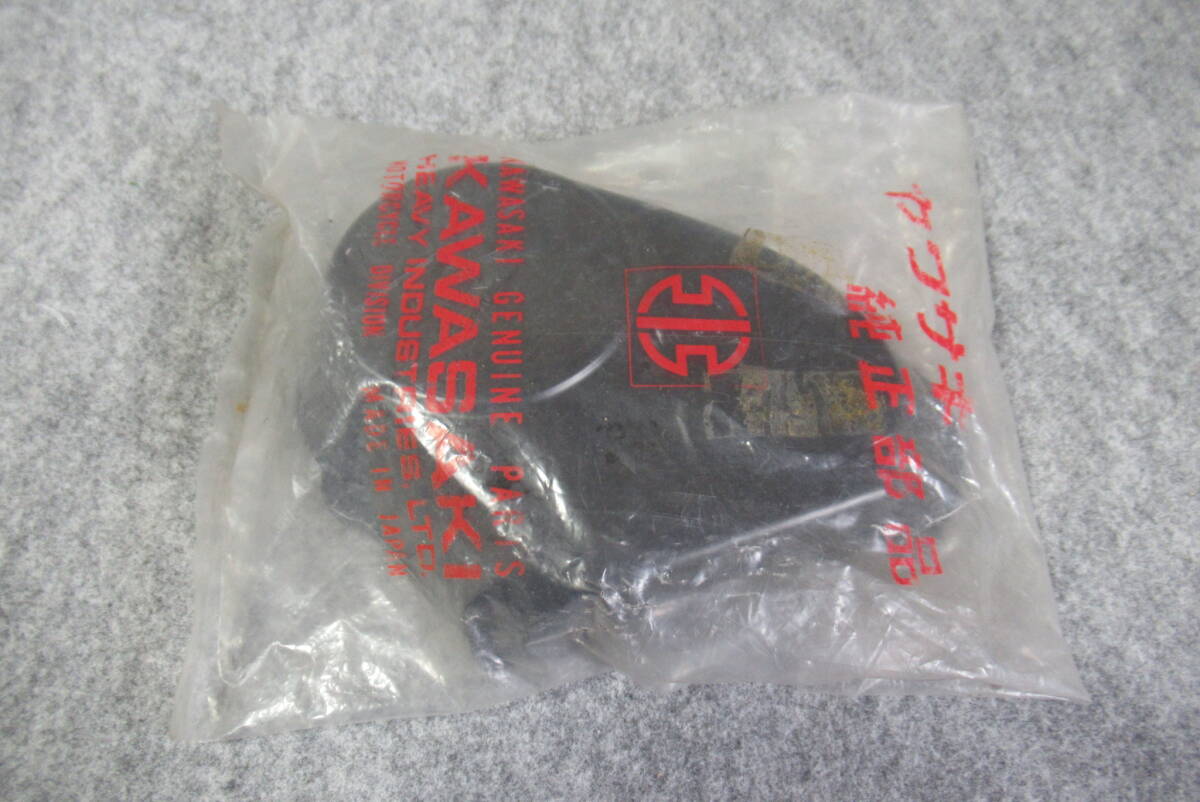 カワサキ
純正部品
KAWASAKI GENUINE PARTS
KAWASAKI
HEAVY INDUSTRIES, LTD.
MOTORCYCLE DIVISION MADE IN JAPAN